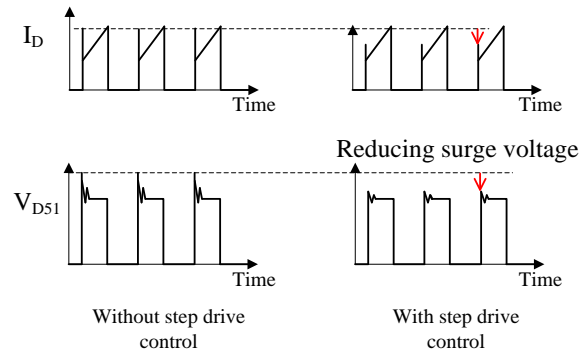 I_D
Time
Time
Reducing surge voltage
V_D51
Time
Time
Without step drive
control
With step drive
control